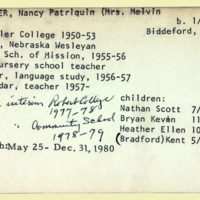 ER, Nancy Patriquin (Mrs. Melvin
b. 1/
Biddeford,
ler College 1950-53
, Nebraska Wesleyan
Sch. of Mission, 1955-56
ursery school teacher
r, language study, 1956-57
dar, teacher 1957-
" interim Robert College
1977-78
" Community School
1978-79
children:
Nathan Scott 7/
Bryan Kevin 11
Heather Ellen 10
(Bradford)Kent 5/
h:May 25- Dec. 31, 1980